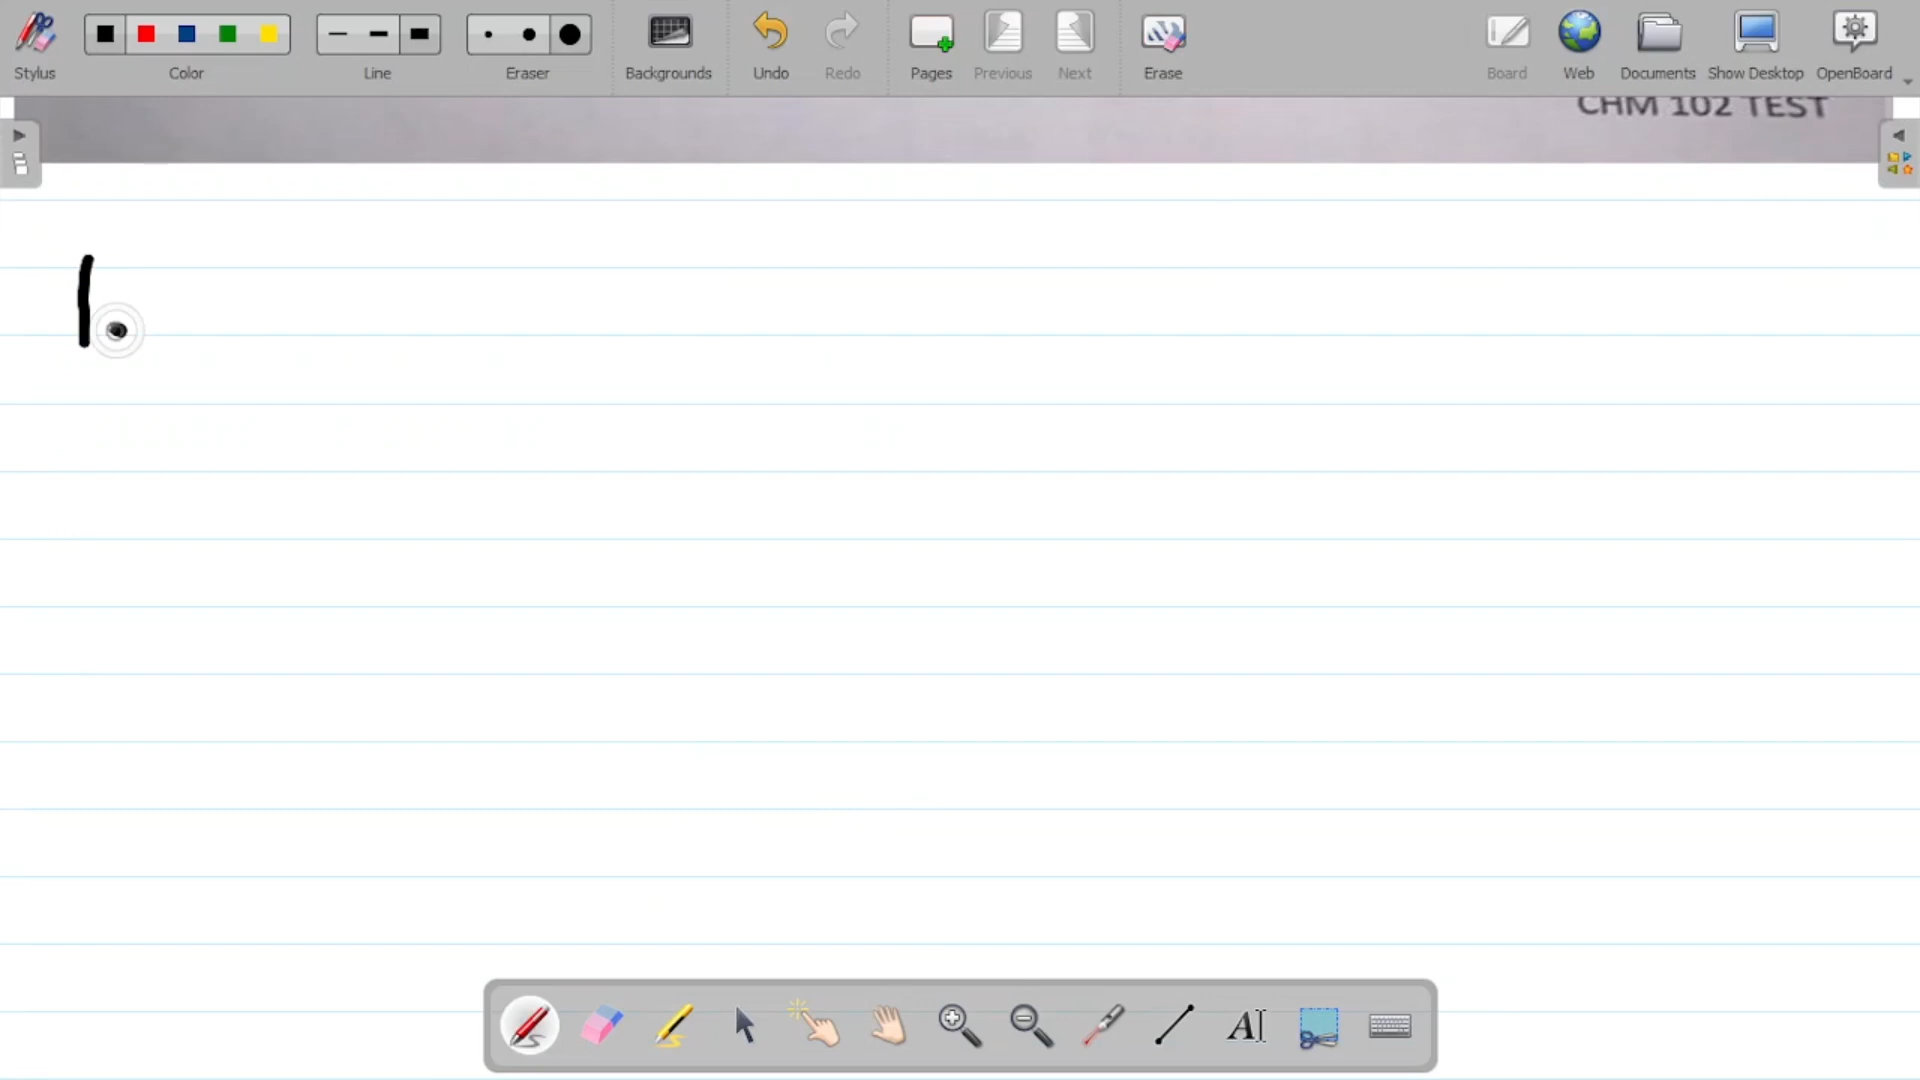 Stylus
Color
Line
Eraser
Backgrounds
Undo
Redo
Pages
Previous
Next
Erase
Board
Web
Documents
Show Desktop
OpenBoard
CHM 102 TEST
1.
A